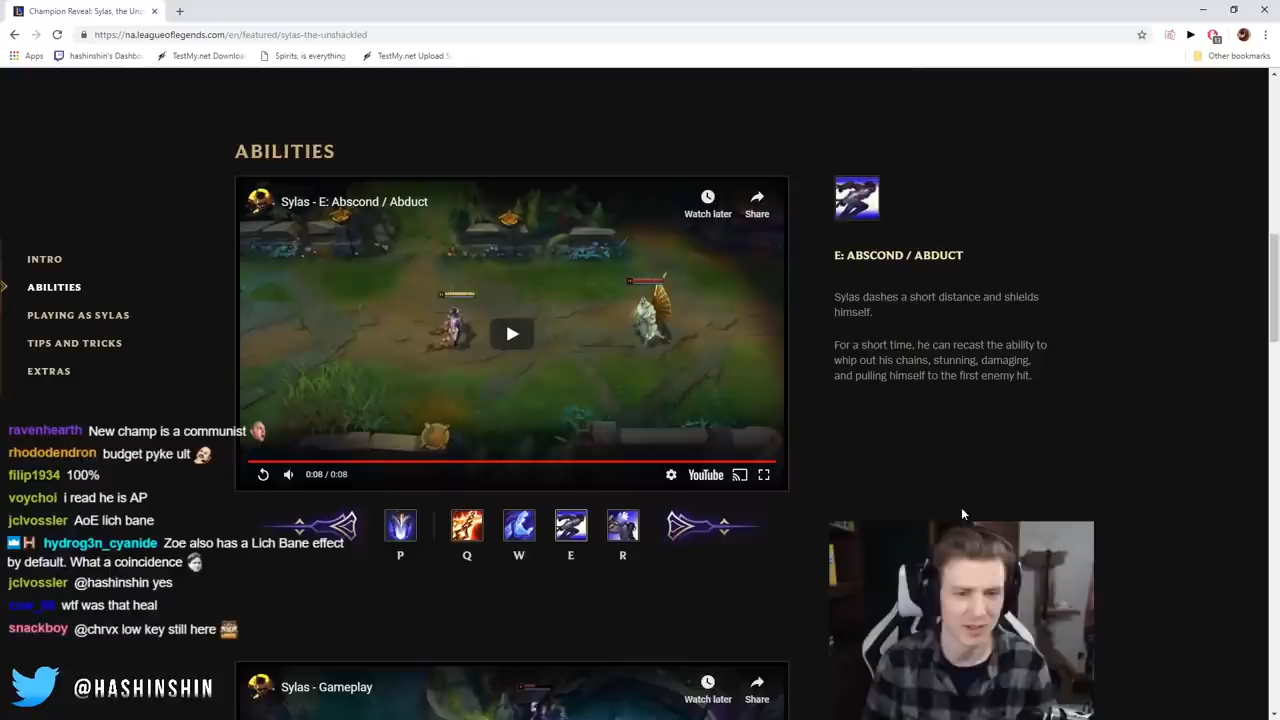 Champion Reveal: Sylas, the Uns
https://na.leagueoflegends.com/en/featured/sylas-the-unshackled
Apps
hashinshin's Dashbo
TestMy.net Downloa
Spirits, is everything
TestMy.net Upload S
Other bookmarks
ABILITIES
Sylas - E: Abscond / Abduct
Watch later
Share
0:08 / 0:08
YouTube
E: ABSCOND / ABDUCT
Sylas dashes a short distance and shields
himself.
For a short time, he can recast the ability to
whip out his chains, stunning, damaging,
and pulling himself to the first enemy hit.
INTRO
ABILITIES
PLAYING AS SYLAS
TIPS AND TRICKS
EXTRAS
P
Q
W
E
R
ravenhearth New champ is a communist
rhododendron budget pyke ult
filip1934 100%
voychoi i read he is AP
jclvossler AoE lich bane
hydrog3n_cyanide Zoe also has a Lich Bane effect
by default. What a coincidence
jclvossler @hashinshin yes
wtf was that heal
snackboy @chrvx low key still here
@HASHINSHIN
Sylas - Gameplay
Watch later
Share